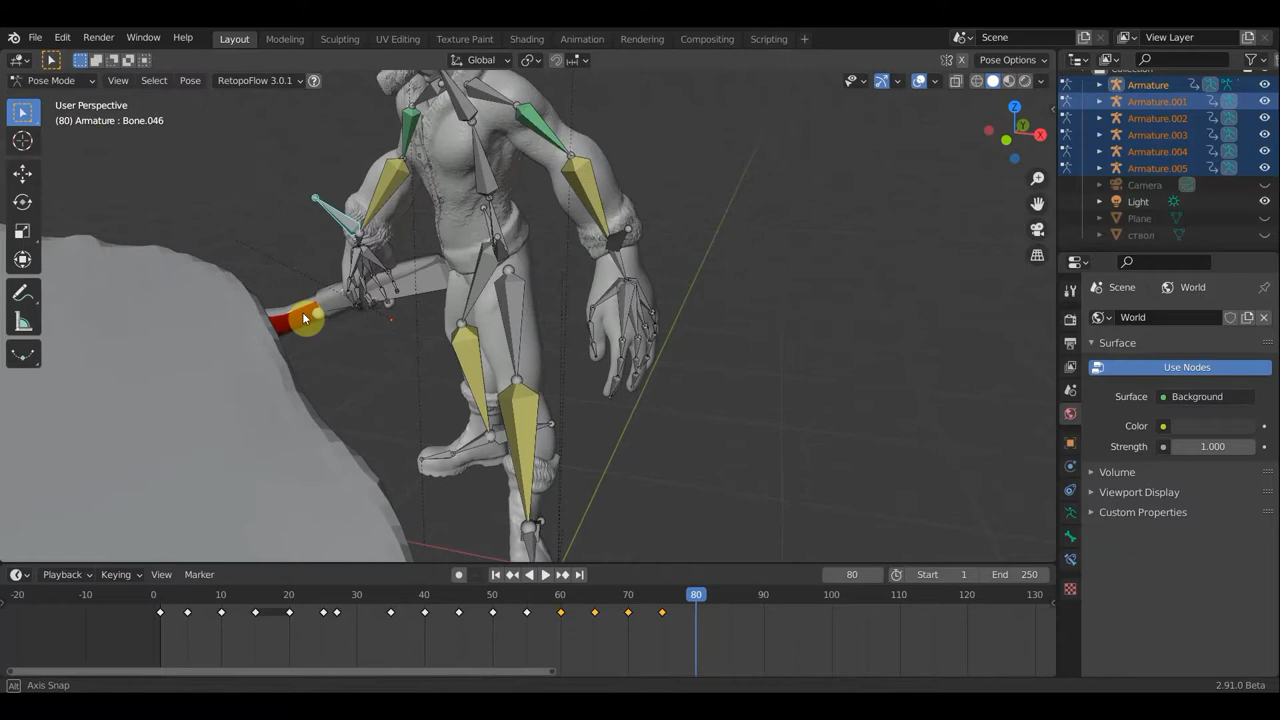 File Edit Render Window Help Layout Modeling Sculpting UV Editing Texture Paint Shading Animation Rendering Compositing Scripting + Scene View Layer
Global Pose Options
Pose Mode View Select Pose RetopoFlow 3.0.1 ?
User Perspective
(80) Armature : Bone.046
Z
Y
X
Armature
Armature.001
Armature.002
Armature.003
Armature.004
Armature.005
Camera
Light
Plane
ствол
Scene World
World
Surface
Use Nodes
Surface Background
Color
Strength 1.000
Volume
Viewport Display
Custom Properties
Playback Keying View Marker 80 Start 1 End 250
-20 -10 0 10 20 30 40 50 60 70 80 90 100 110 120 130
Alt Axis Snap 2.91.0 Beta